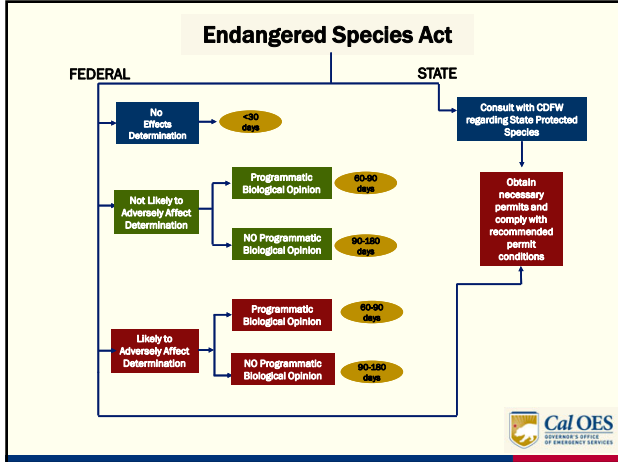 Endangered Species Act
FEDERAL
STATE
No
Effects
Determination
<30
days
Consult with CDFW
regarding State Protected
Species
Not Likely to
Adversely Affect
Determination
Programmatic
Biological Opinion
60-90
days
NO Programmatic
Biological Opinion
90-180
days
Obtain
necessary
permits and
comply with
recommended
permit
conditions
Likely to
Adversely Affect
Determination
Programmatic
Biological Opinion
60-90
days
NO Programmatic
Biological Opinion
90-180
days
Cal OES
GOVERNOR'S OFFICE
OF EMERGENCY SERVICES